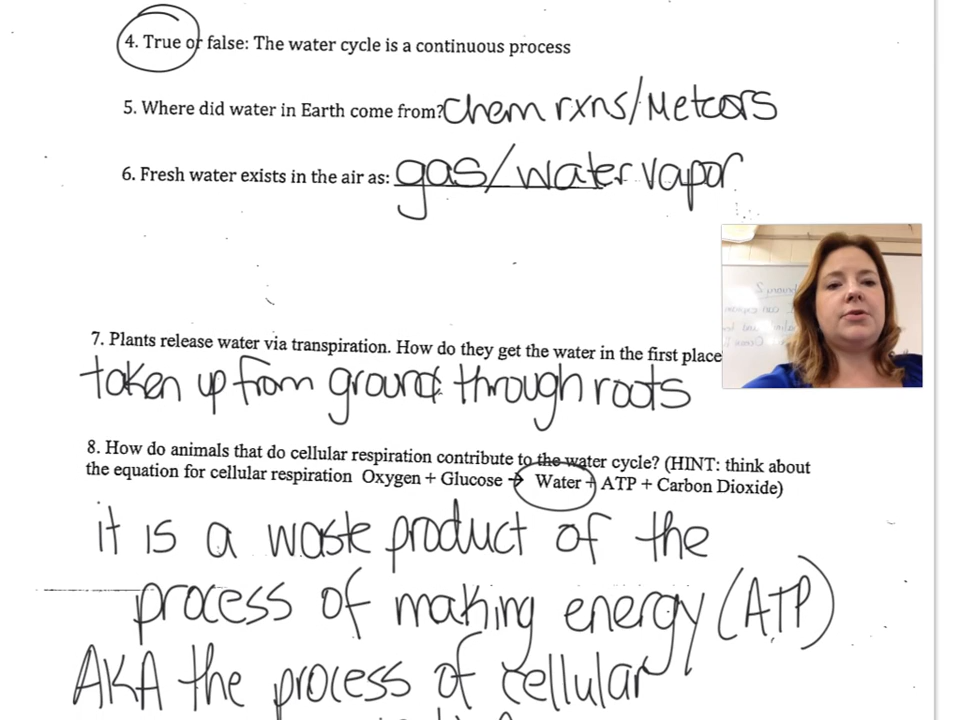 4. True or false: The water cycle is a continuous process
5. Where did water in Earth come from? Chem rxns/Meteors
6. Fresh water exists in the air as: gas/water vapor
7. Plants release water via transpiration. How do they get the water in the first place
taken up from ground through roots
8. How do animals that do cellular respiration contribute to the water cycle? (HINT: think about
the equation for cellular respiration Oxygen + Glucose → Water + ATP + Carbon Dioxide)
it is a waste product of the
process of making energy (ATP)
AKA the process of cellular